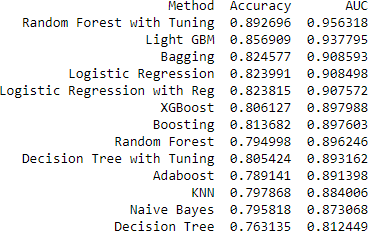 Method Accuracy AUC
Random Forest with Tuning 0.892696 0.956318
Light GBM 0.856909 0.937795
Bagging 0.824577 0.908593
Logistic Regression 0.823991 0.908498
Logistic Regression with Reg 0.823815 0.907572
XGBoost 0.806127 0.897988
Boosting 0.813682 0.897603
Random Forest 0.794998 0.896246
Decision Tree with Tuning 0.805424 0.893162
Adaboost 0.789141 0.891398
KNN 0.797868 0.884006
Naive Bayes 0.795818 0.873068
Decision Tree 0.763135 0.812449